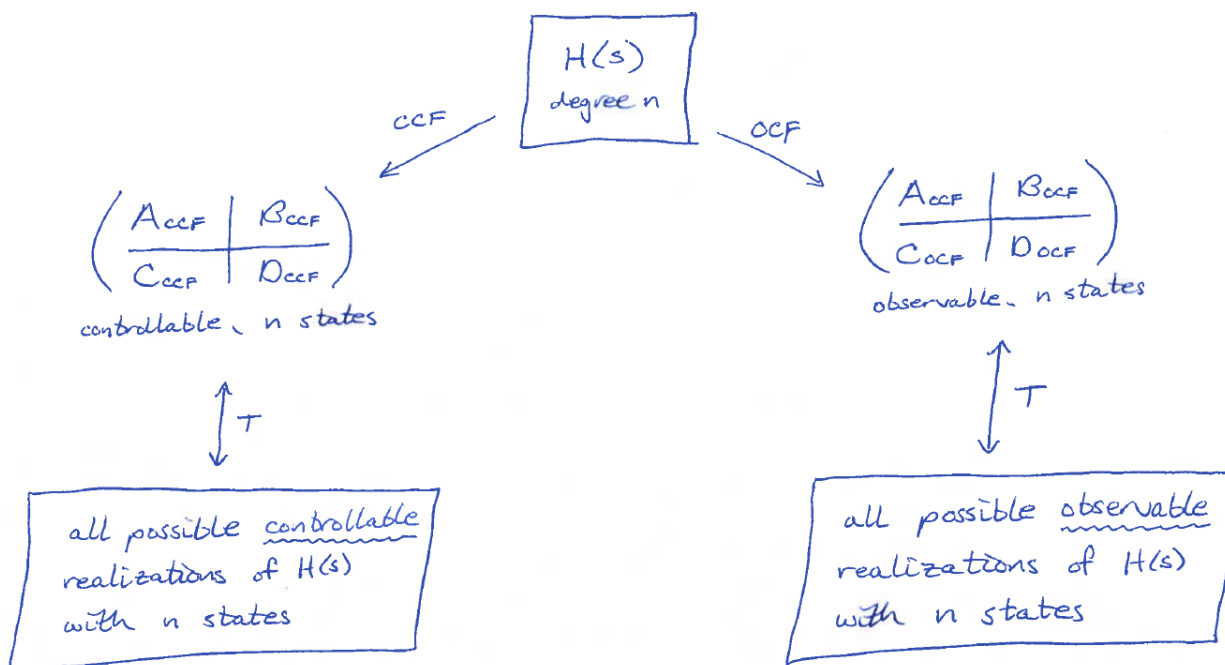 H(s)
degree n
CCF
OCF
ACCF BCCF
CCCF DCCF
controllable, n states
AOCF BOCF
COCF DOCF
observable, n states
T
T
all possible controllable
realizations of H(s)
with n states
all possible observable
realizations of H(s)
with n states